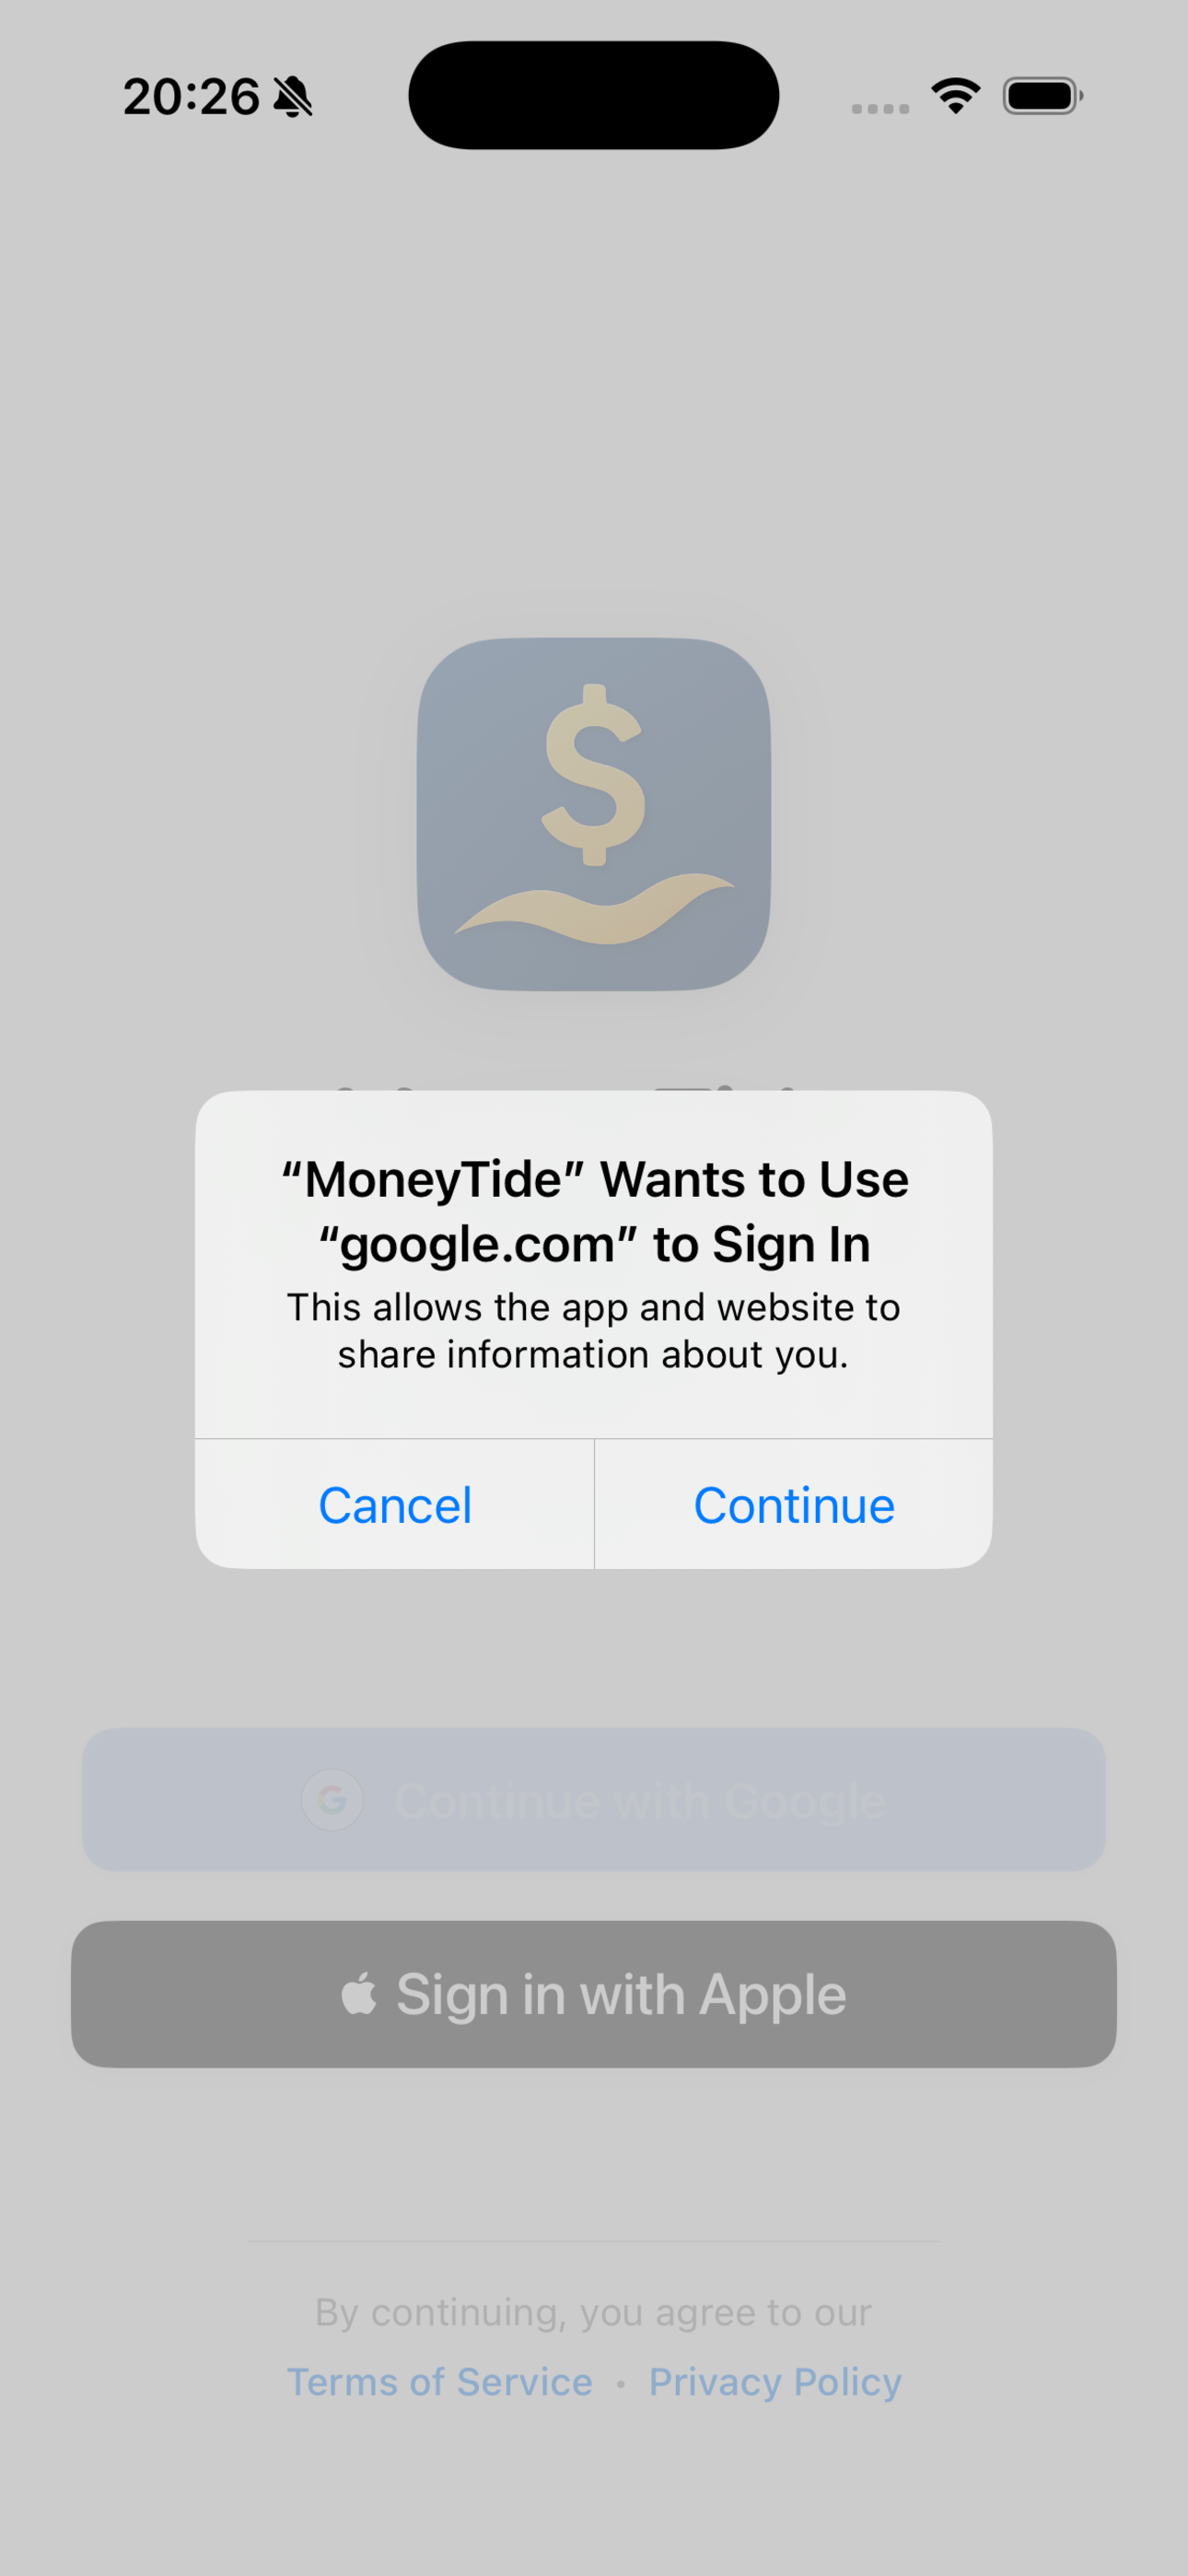 20:26
“MoneyTide” Wants to Use
“google.com” to Sign In
This allows the app and website to
share information about you.
Cancel
Continue
Continue with Google
Sign in with Apple
By continuing, you agree to our
Terms of Service • Privacy Policy